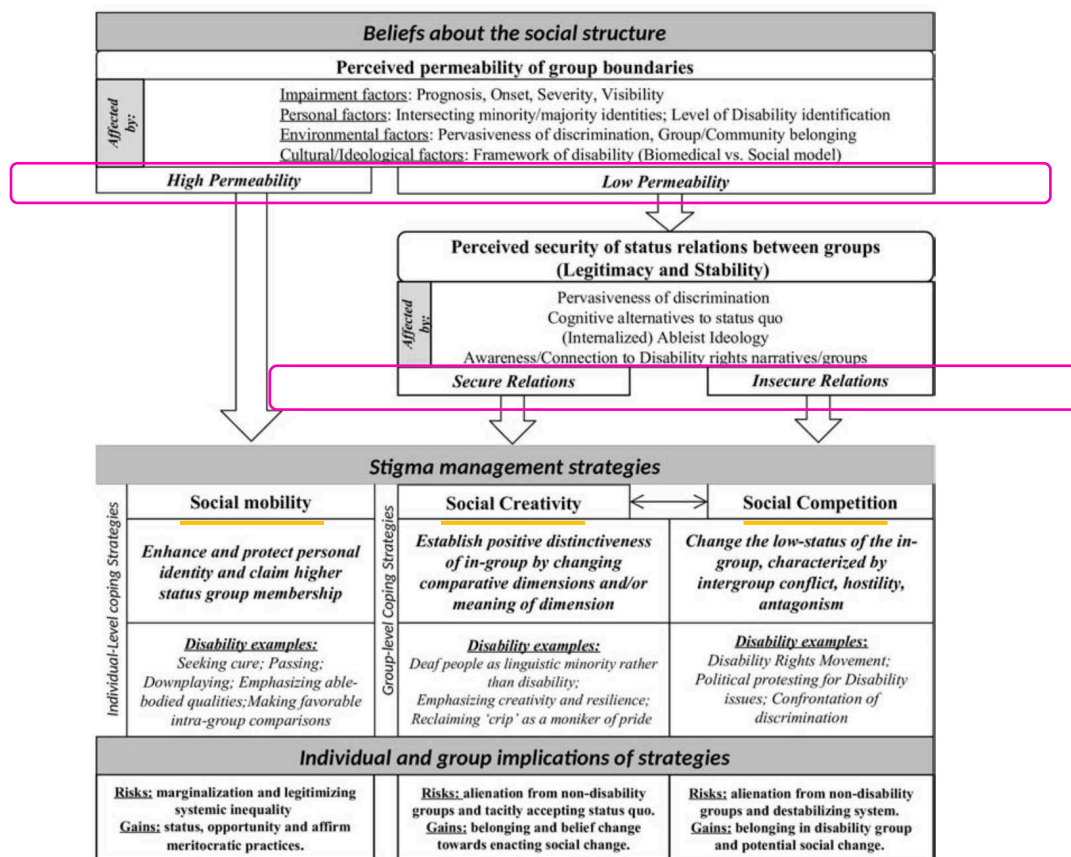 Beliefs about the social structure
Perceived permeability of group boundaries
Affected by:
Impairment factors: Prognosis, Onset, Severity, Visibility
Personal factors: Intersecting minority/majority identities; Level of Disability identification
Environmental factors: Pervasiveness of discrimination, Group/Community belonging
Cultural/Ideological factors: Framework of disability (Biomedical vs. Social model)
High Permeability
Low Permeability
Perceived security of status relations between groups
(Legitimacy and Stability)
Affected by:
Pervasiveness of discrimination
Cognitive alternatives to status quo
(Internalized) Ableist Ideology
Awareness/Connection to Disability rights narratives/groups
Secure Relations
Insecure Relations
Stigma management strategies
Individual-Level coping Strategies
Social mobility
Enhance and protect personal
identity and claim higher
status group membership
Disability examples:
Seeking cure; Passing;
Downplaying; Emphasizing able-
bodied qualities;Making favorable
intra-group comparisons
Group-level Coping Strategies
Social Creativity
Establish positive distinctiveness
of in-group by changing
comparative dimensions and/or
meaning of dimension
Disability examples:
Deaf people as linguistic minority rather
than disability;
Emphasizing creativity and resilience;
Reclaiming ‘crip’ as a moniker of pride
Social Competition
Change the low-status of the in-
group, characterized by
intergroup conflict, hostility,
antagonism
Disability examples:
Disability Rights Movement;
Political protesting for Disability
issues; Confrontation of
discrimination
Individual and group implications of strategies
Risks: marginalization and legitimizing
systemic inequality
Gains: status, opportunity and affirm
meritocratic practices.
Risks: alienation from non-disability
groups and tacitly accepting status quo.
Gains: belonging and belief change
towards enacting social change.
Risks: alienation from non-disability
groups and destabilizing system.
Gains: belonging in disability group
and potential social change.